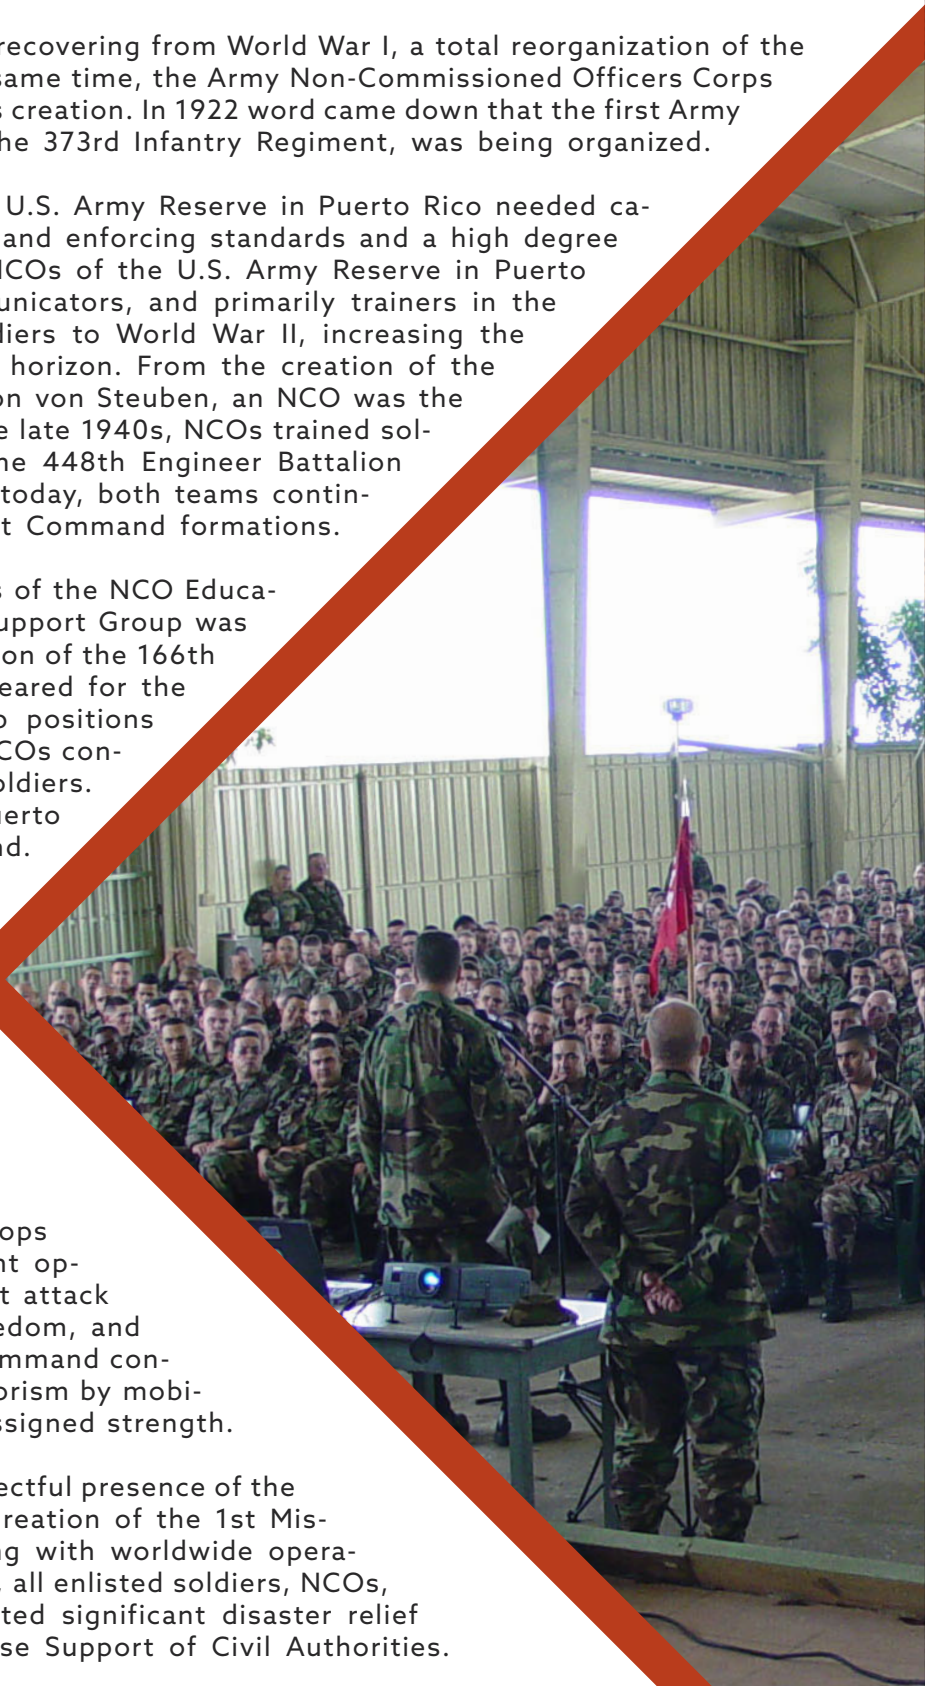 recovering from World War I, a total reorganization of the
same time, the Army Non-Commissioned Officers Corps
s creation. In 1922 word came down that the first Army
he 373rd Infantry Regiment, was being organized.
U.S. Army Reserve in Puerto Rico needed ca-
and enforcing standards and a high degree
NCOs of the U.S. Army Reserve in Puerto
unicators, and primarily trainers in the
diers to World War II, increasing the
horizon. From the creation of the
on von Steuben, an NCO was the
e late 1940s, NCOs trained sol-
he 448th Engineer Battalion
today, both teams contin-
t Command formations.
s of the NCO Educa-
upport Group was
on of the 166th
eared for the
o positions
COs con-
oldiers.
uerto
nd.
ops
nt op-
t attack
edom, and
mmand con-
orism by mobi-
ssigned strength.
ectful presence of the
reation of the 1st Mis-
ng with worldwide opera-
, all enlisted soldiers, NCOs,
ted significant disaster relief
se Support of Civil Authorities.